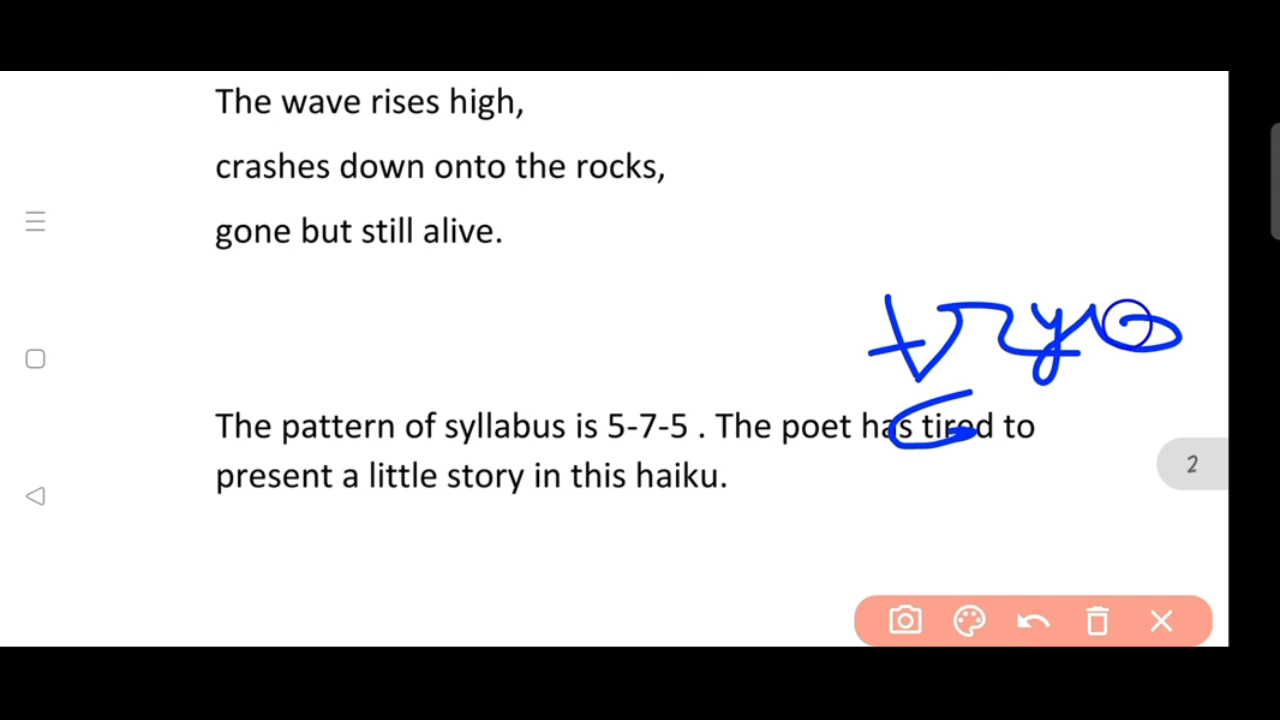 The wave rises high,
crashes down onto the rocks,
gone but still alive.
The pattern of syllabus is 5-7-5 . The poet has tired to
present a little story in this haiku.
2